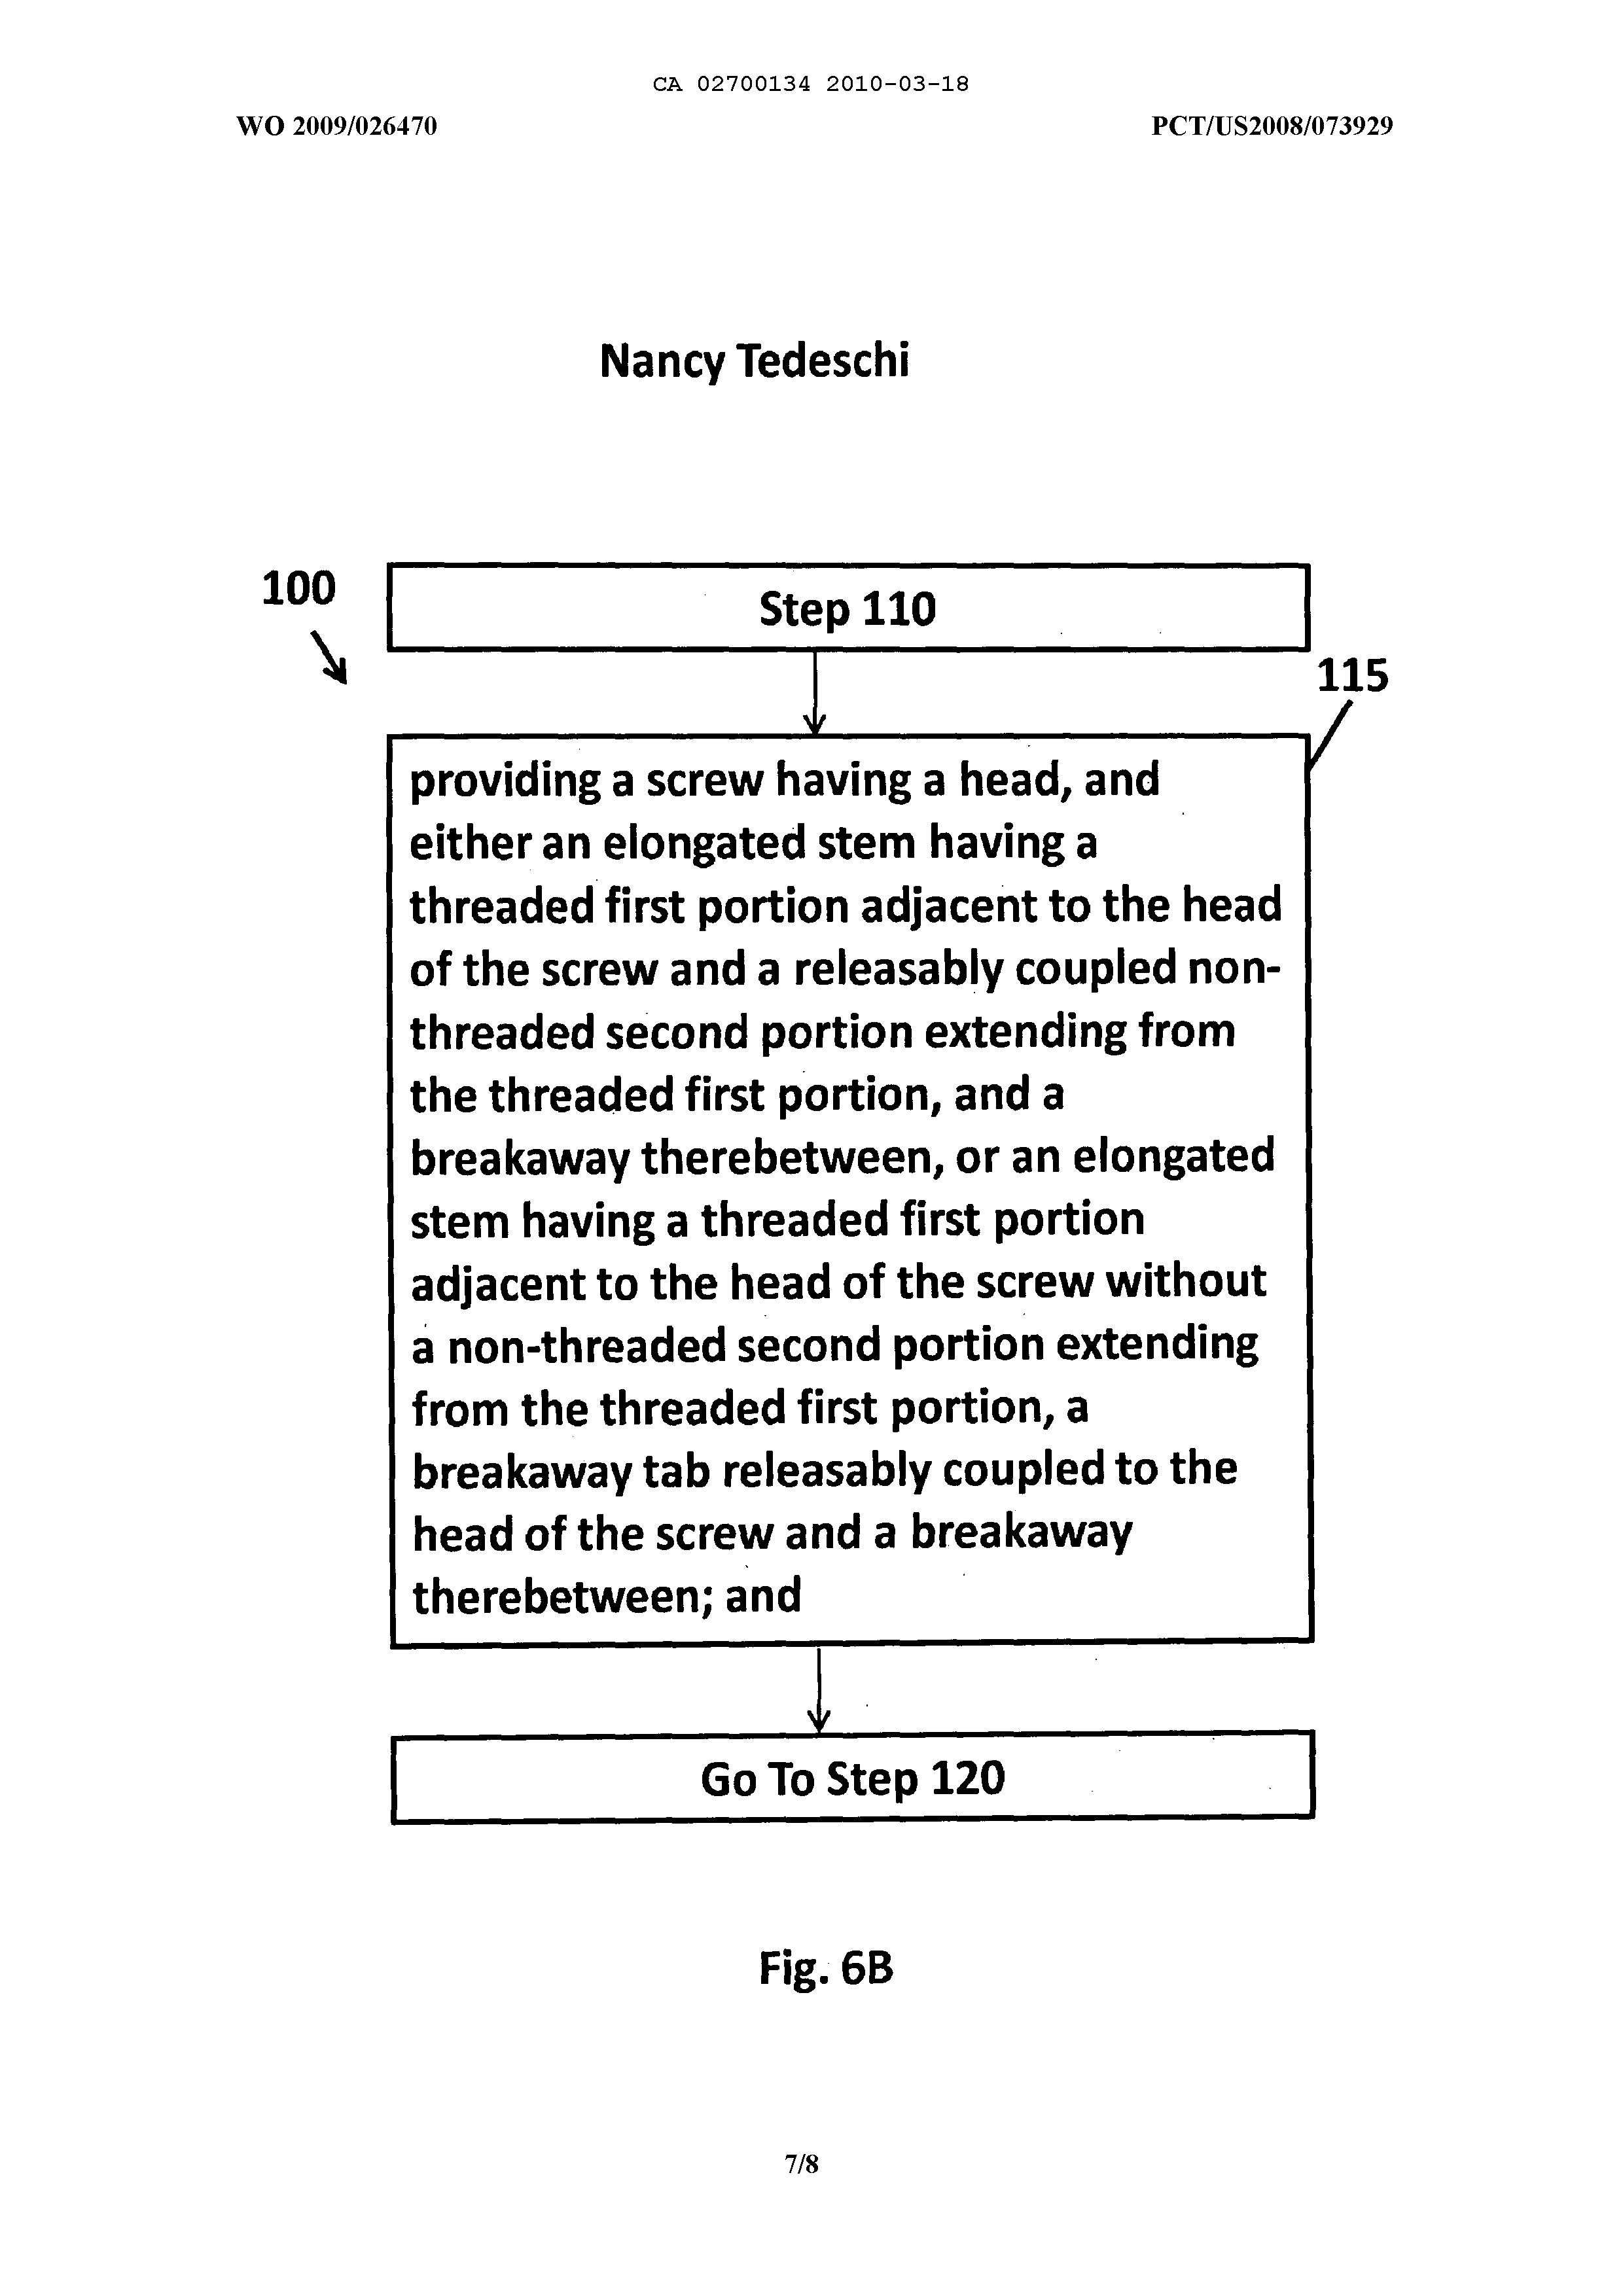 CA 02700134 2010-03-18
WO 2009/026470
PCT/US2008/073929
Nancy Tedeschi
100
Step 110
115
providing a screw having a head, and
either an elongated stem having a
threaded first portion adjacent to the head
of the screw and a releasably coupled non-
threaded second portion extending from
the threaded first portion, and a
breakaway therebetween, or an elongated
stem having a threaded first portion
adjacent to the head of the screw without
a non-threaded second portion extending
from the threaded first portion, a
breakaway tab releasably coupled to the
head of the screw and a breakaway
therebetween; and
Go To Step 120
Fig. 6B
7/8